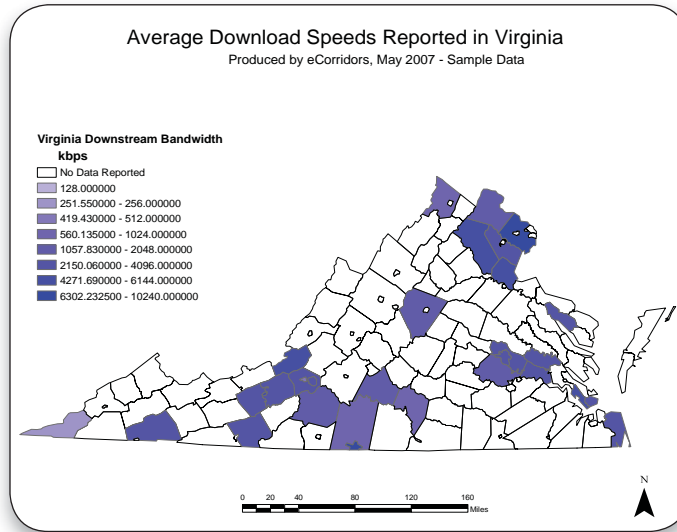 Average Download Speeds Reported in Virginia
Produced by eCorridors, May 2007 - Sample Data
Virginia Downstream Bandwidth
kbps
No Data Reported
128.000000
251.550000 - 256.000000
419.430000 - 512.000000
560.135000 - 1024.000000
1057.830000 - 2048.000000
2150.060000 - 4096.000000
4271.690000 - 6144.000000
6302.232500 - 10240.000000
N
0 10 20 40 80 120 160
Miles